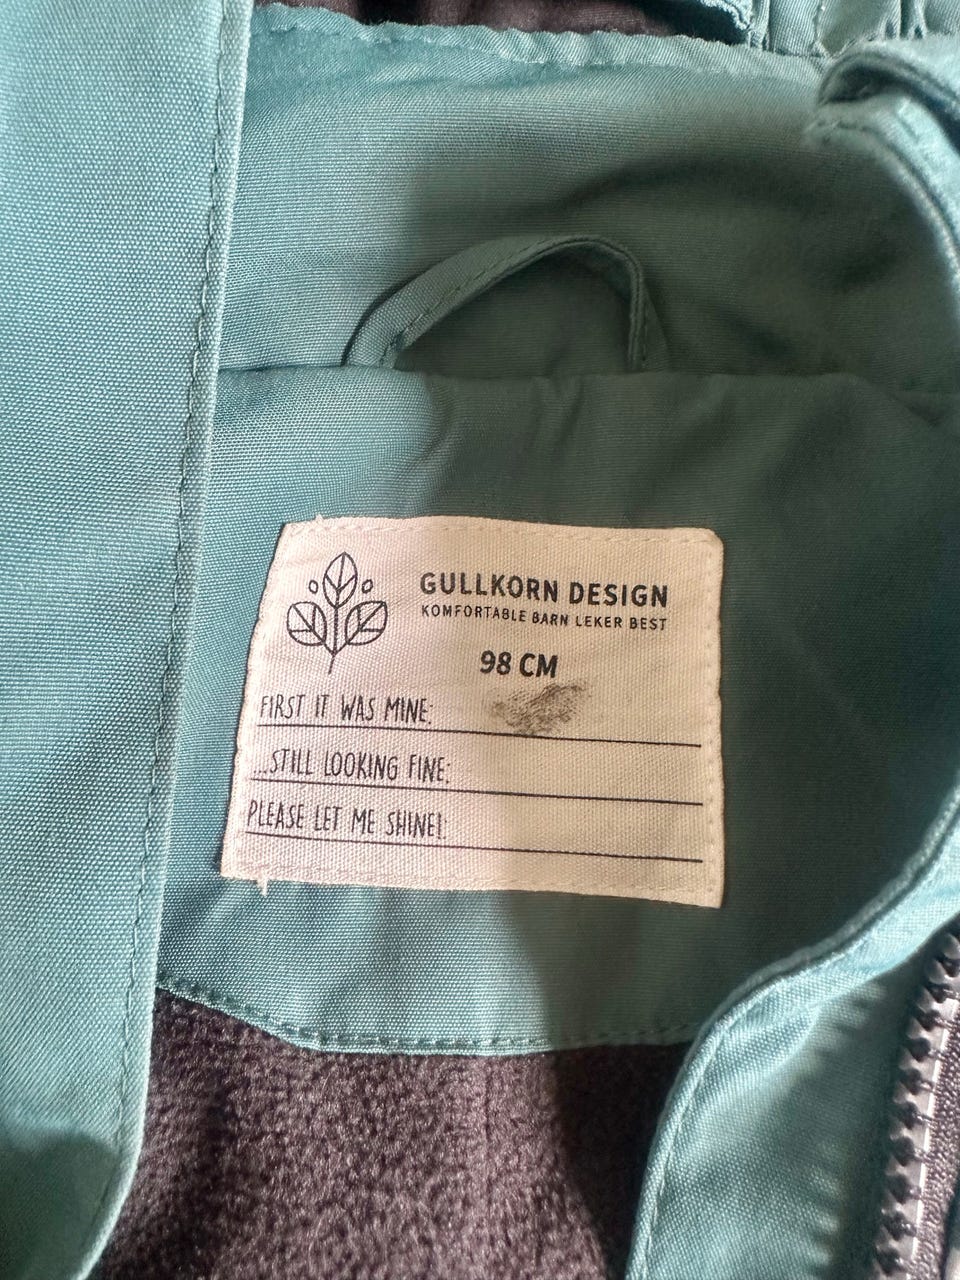 GULLKORN DESIGN
KOMFORTABLE BARN LEKER BEST
98 CM
FIRST IT WAS MINE:
...STILL LOOKING FINE:
PLEASE LET ME SHINE!